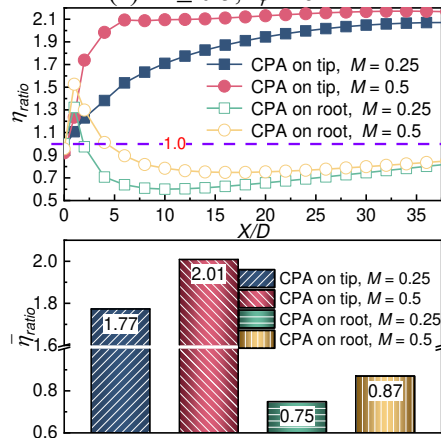 2.1
1.9
1.7
1.5
1.3
1.1
0.9
0.7
0.5
η_ratio
CPA on tip, M = 0.25
CPA on tip, M = 0.5
CPA on root, M = 0.25
CPA on root, M = 0.5
1.0
0 5 10 15 20 25 30 35
X/D
2.0
1.8
1.6
0.8
0.6
η̄_ratio
CPA on tip, M = 0.25
CPA on tip, M = 0.5
CPA on root, M = 0.25
CPA on root, M = 0.5
1.77
2.01
0.75
0.87